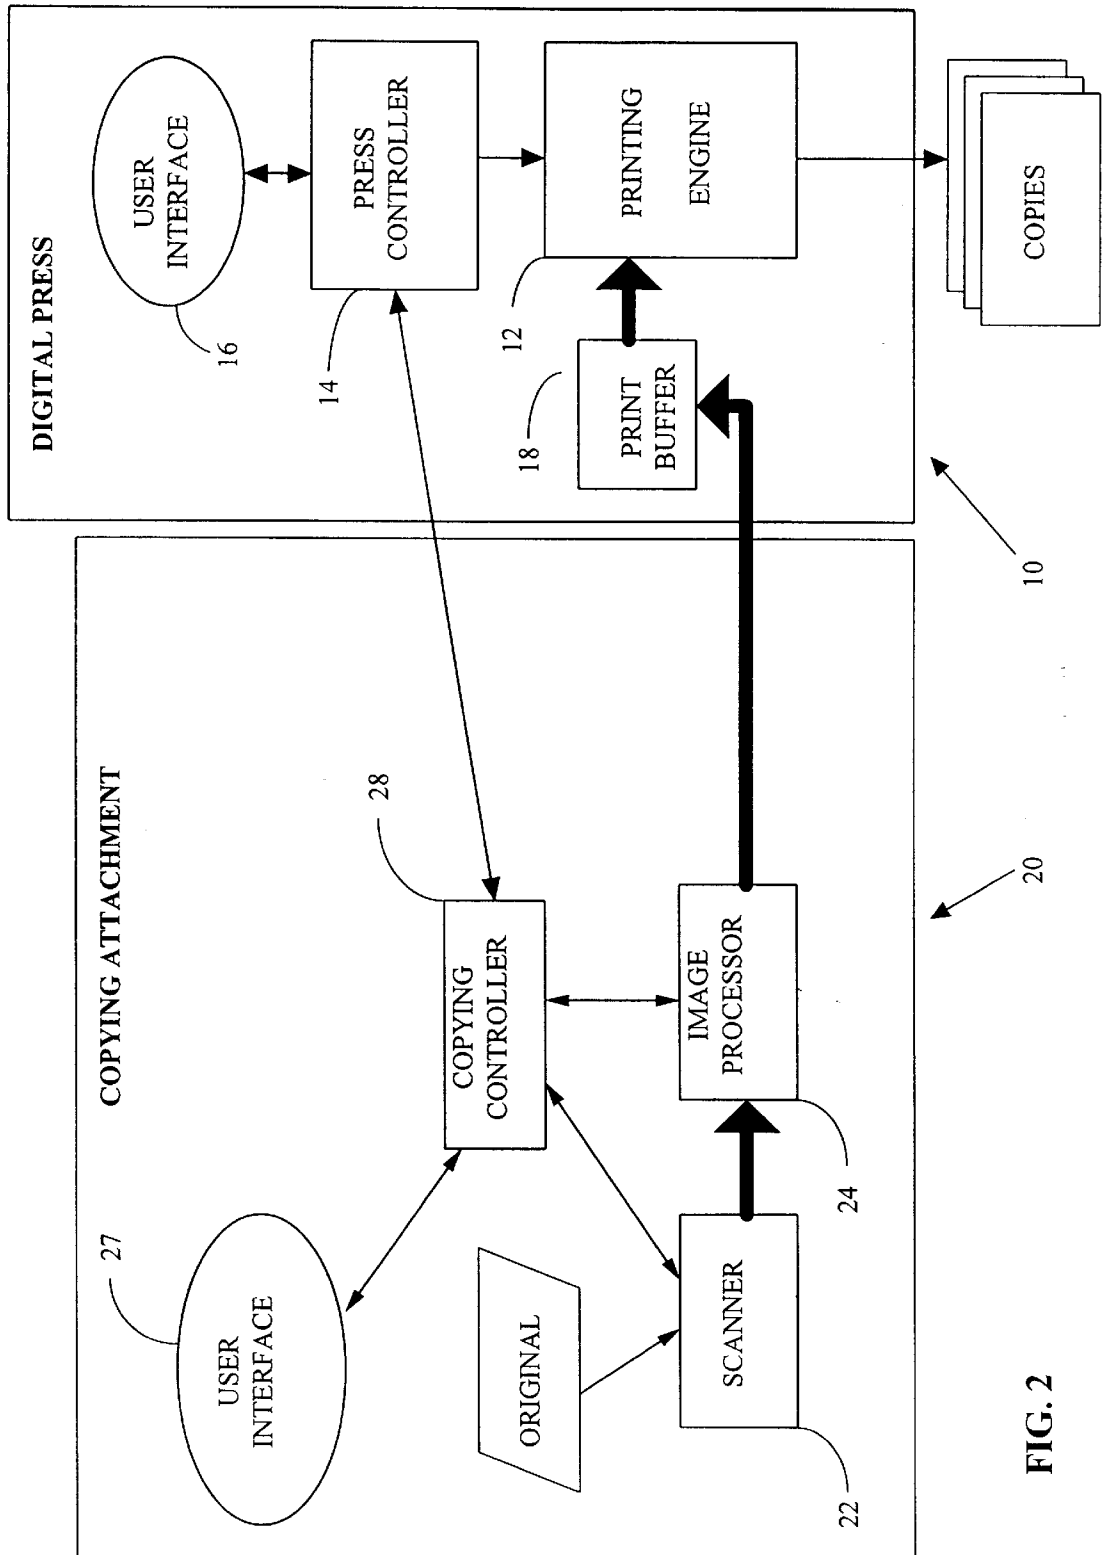 COPYING ATTACHMENT
DIGITAL PRESS
27
USER
INTERFACE
28
COPYING
CONTROLLER
ORIGINAL
SCANNER
22
IMAGE
PROCESSOR
24
16
USER
INTERFACE
14
PRESS
CONTROLLER
18
PRINT
BUFFER
12
PRINTING
ENGINE
COPIES
20
10
FIG. 2